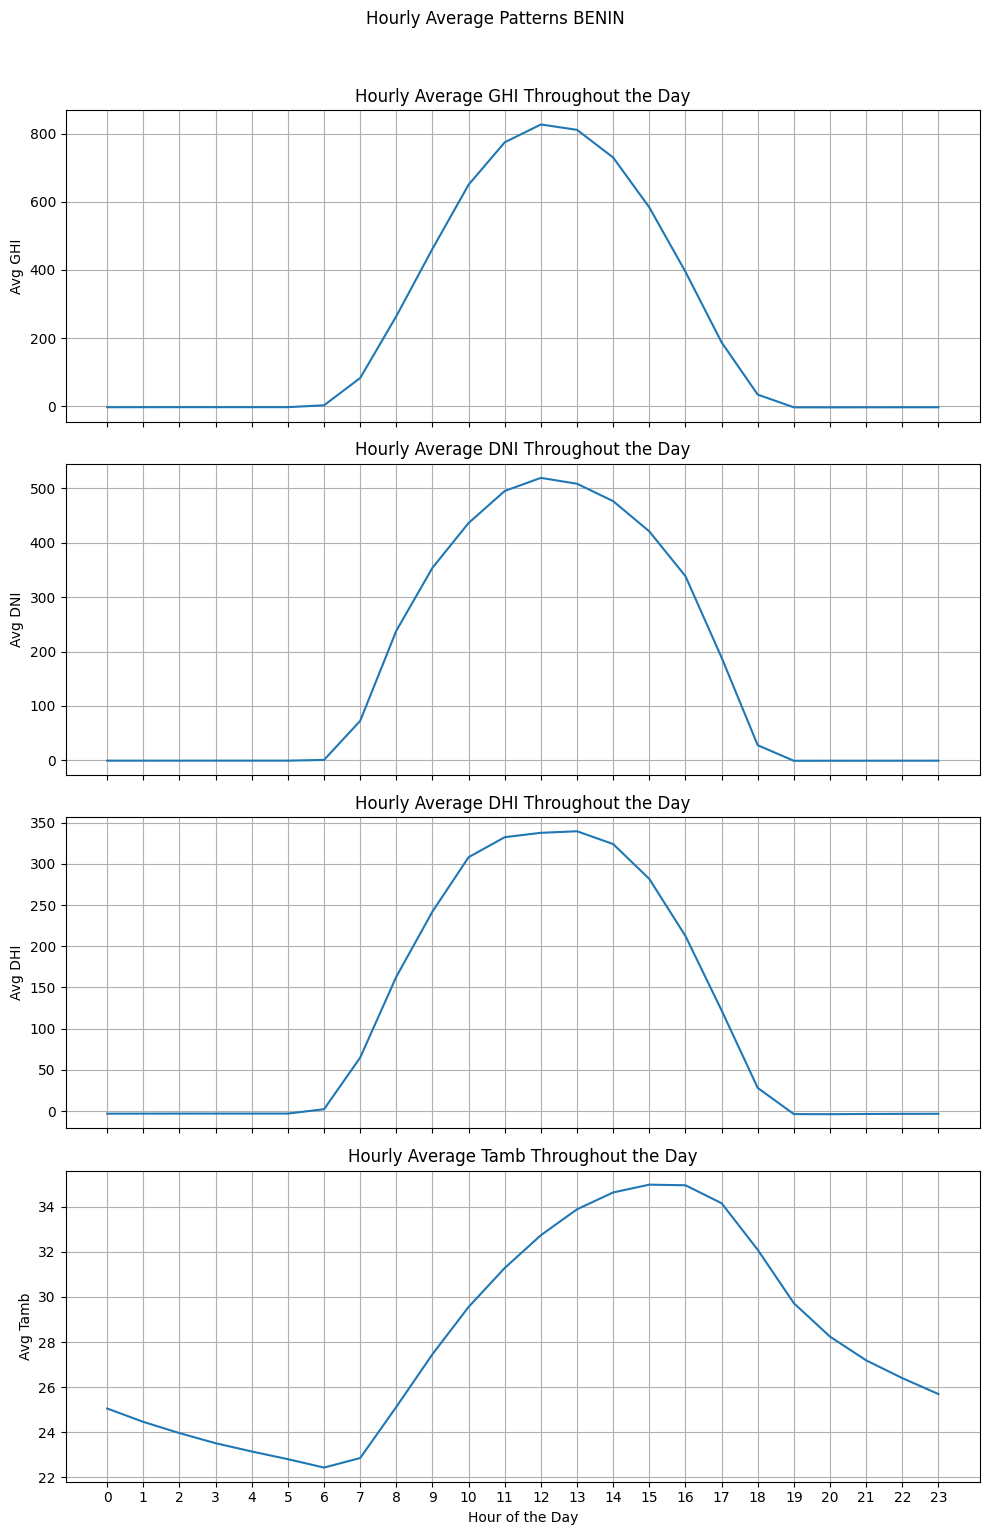 Hourly Average Patterns BENIN
Hourly Average GHI Throughout the Day
Avg GHI
800
600
400
200
0
Hourly Average DNI Throughout the Day
Avg DNI
500
400
300
200
100
0
Hourly Average DHI Throughout the Day
Avg DHI
350
300
250
200
150
100
50
0
Hourly Average Tamb Throughout the Day
Avg Tamb
34
32
30
28
26
24
22
0 1 2 3 4 5 6 7 8 9 10 11 12 13 14 15 16 17 18 19 20 21 22 23
Hour of the Day